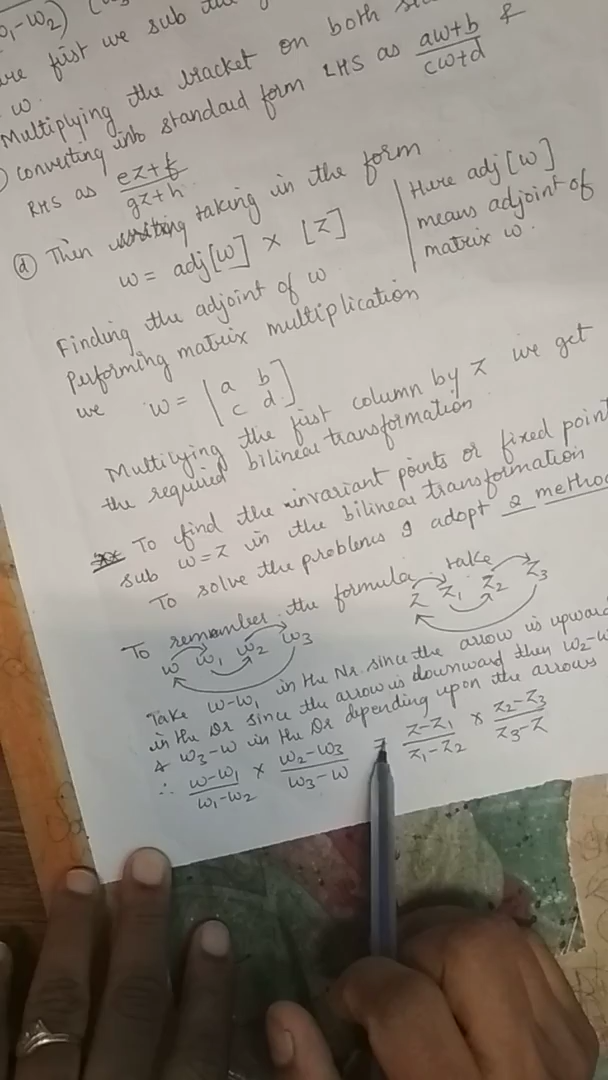 w1-w2)
first we sub the
w.
Multiplying the bracket on both
converting into standard form LHS as aw+b/cw+d &
RHS as ez+f/gz+h
(d) Then taking in the form
w = adj[w] × [z]
Here adj[w]
means adjoint of
matrix w.
Finding the adjoint of w
Performing matrix multiplication
we w = [a b
c d]
Multilying the first column by z we get
the required bilinear transformation
To find the invariant points or fixed point
sub w=z in the bilinear transformation
To solve the problems I adopt 2 method
To remember the formula take
w w1 w2 w3 z z1 z2 z3
Take w-w1 in the Nr. since the arrow is upward
in the Dr since the arrow is downward then w2-w
& w3-w in the Dr depending upon the arrows
∴ w-w1/w1-w2 × w2-w3/w3-w = z-z1/z1-z2 × z2-z3/z3-z